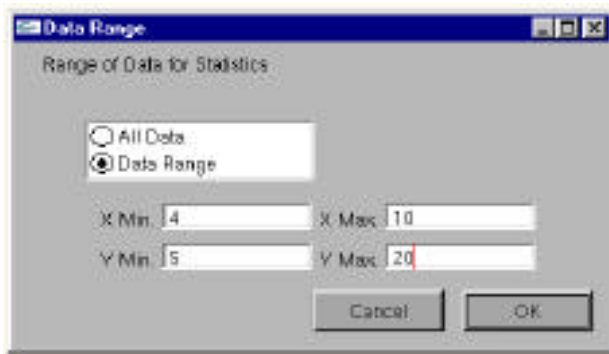 Data Range
Range of Data for Statistics
All Data
Data Range
X Min. 4 X Max. 10
Y Min. 5 Y Max. 20
Cancel OK